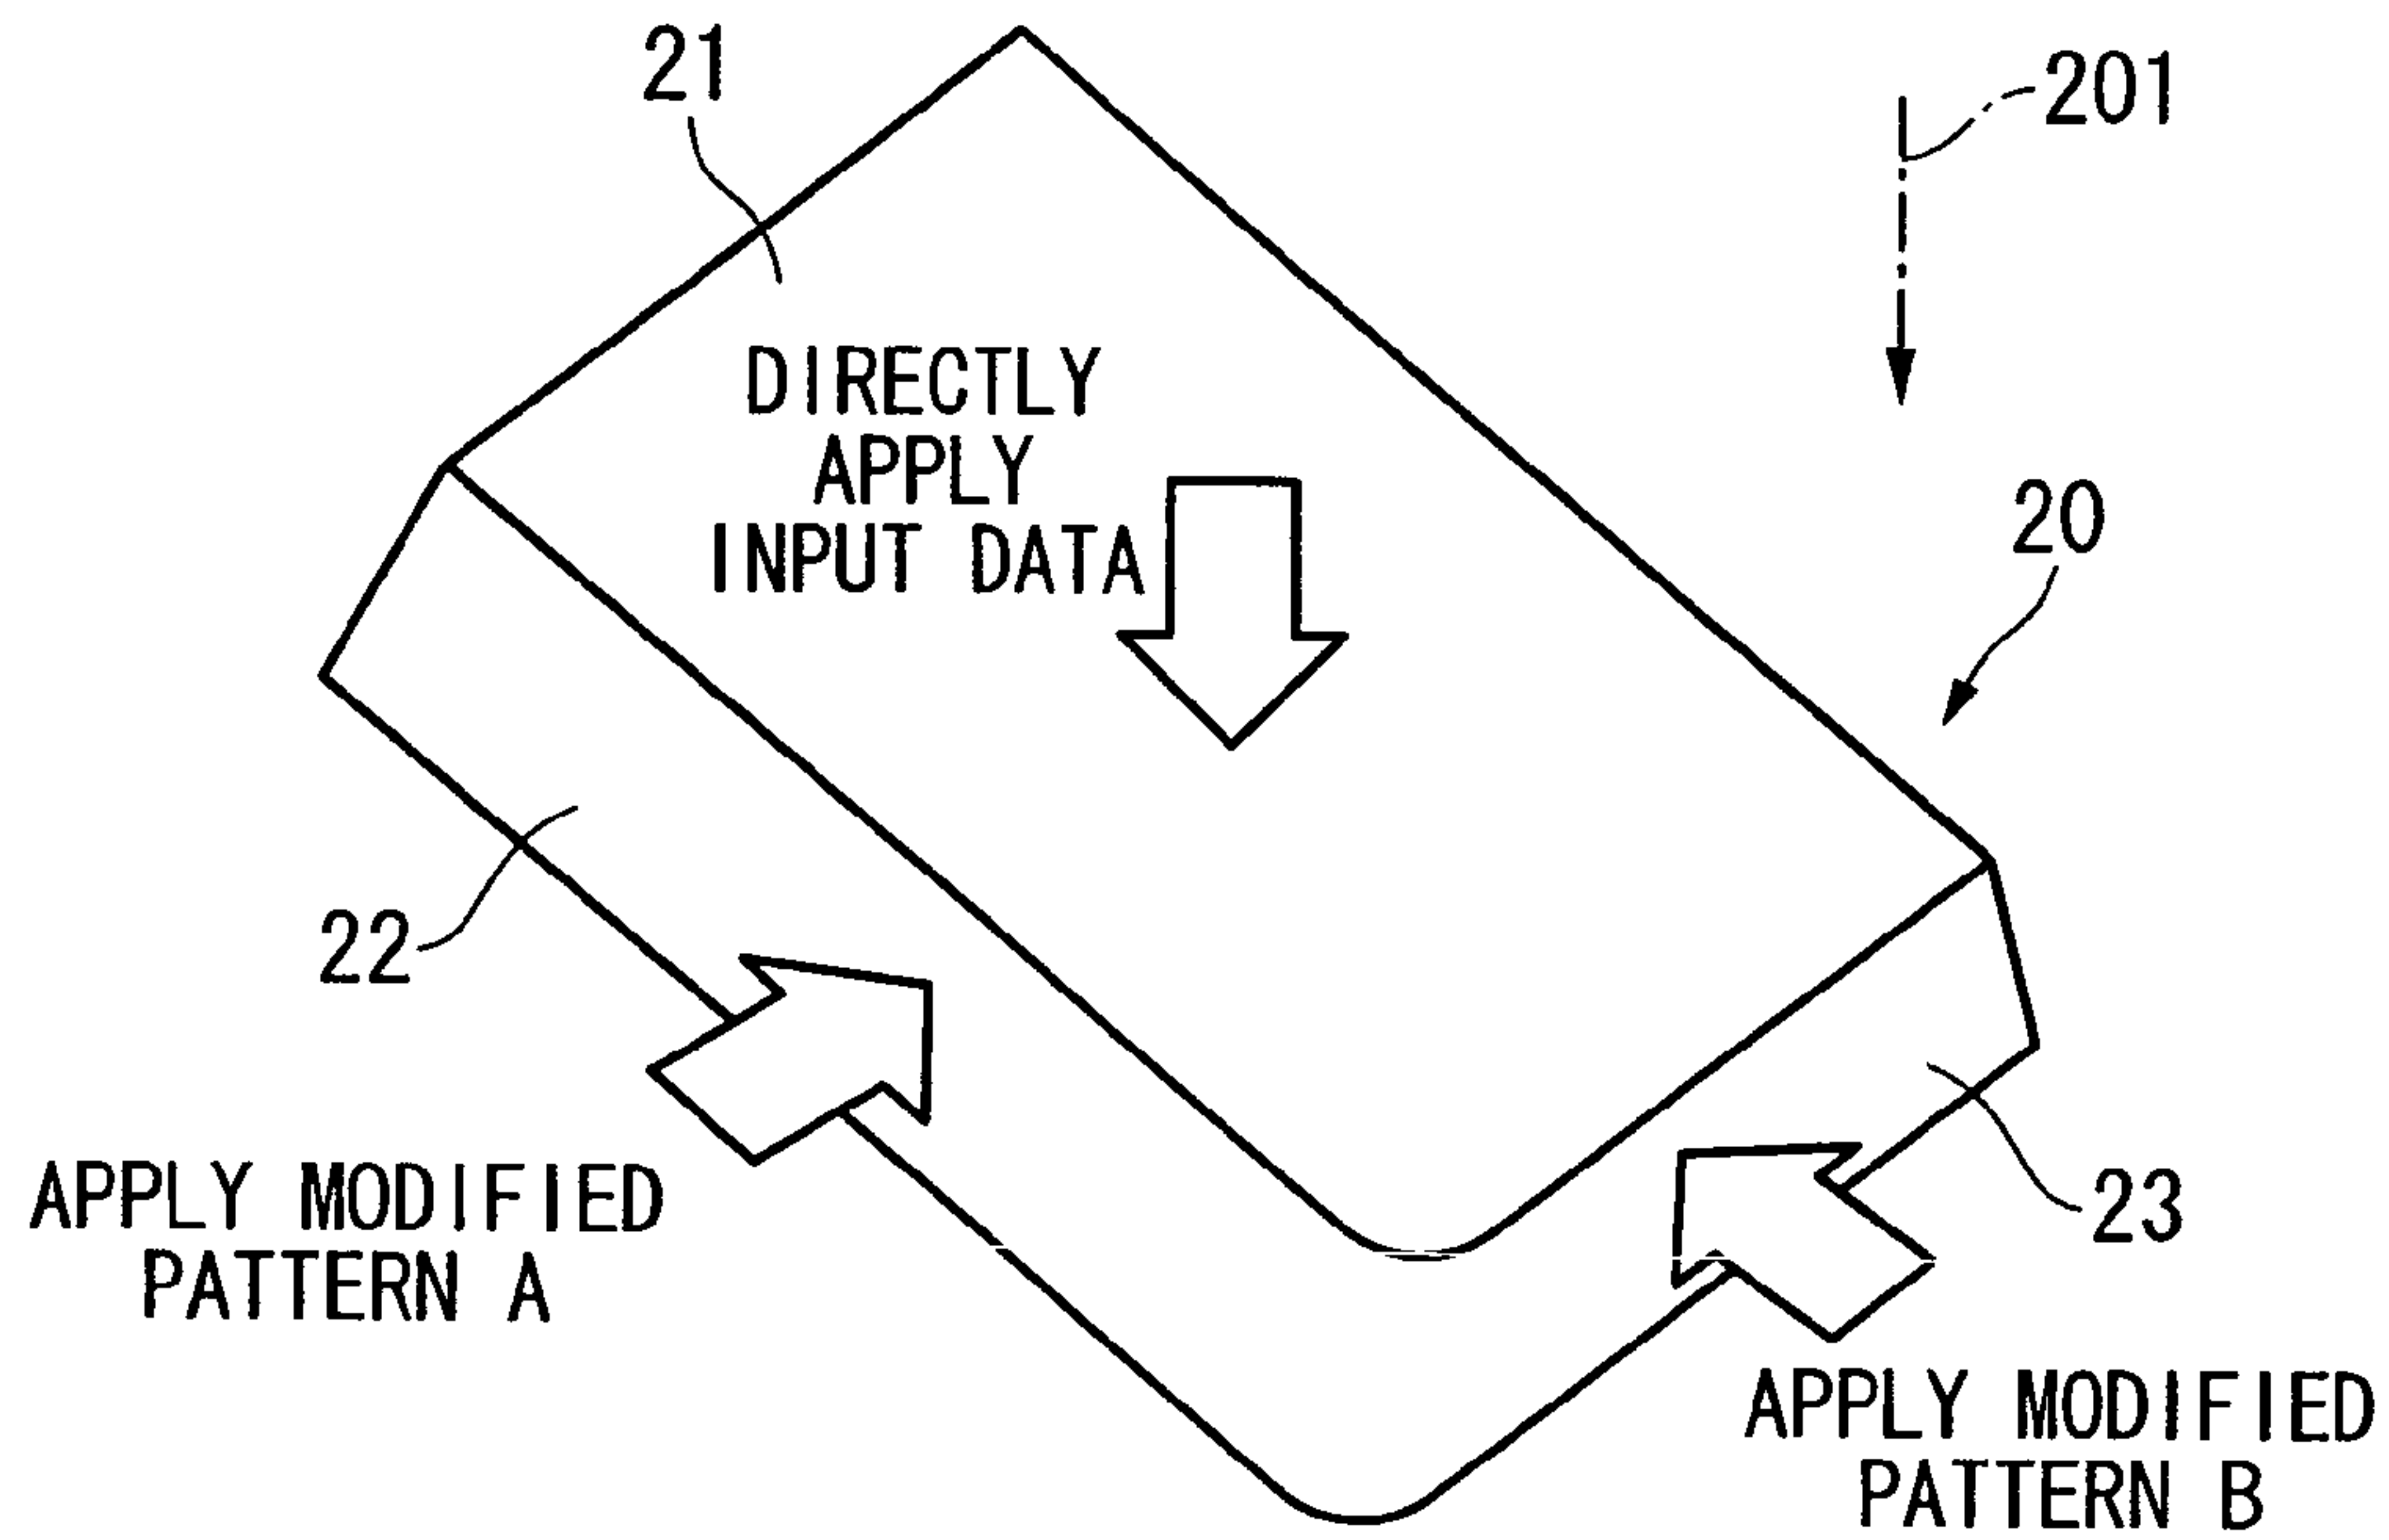 21
201
DIRECTLY
APPLY
INPUT DATA
20
22
APPLY MODIFIED
PATTERN A
23
APPLY MODIFIED
PATTERN B